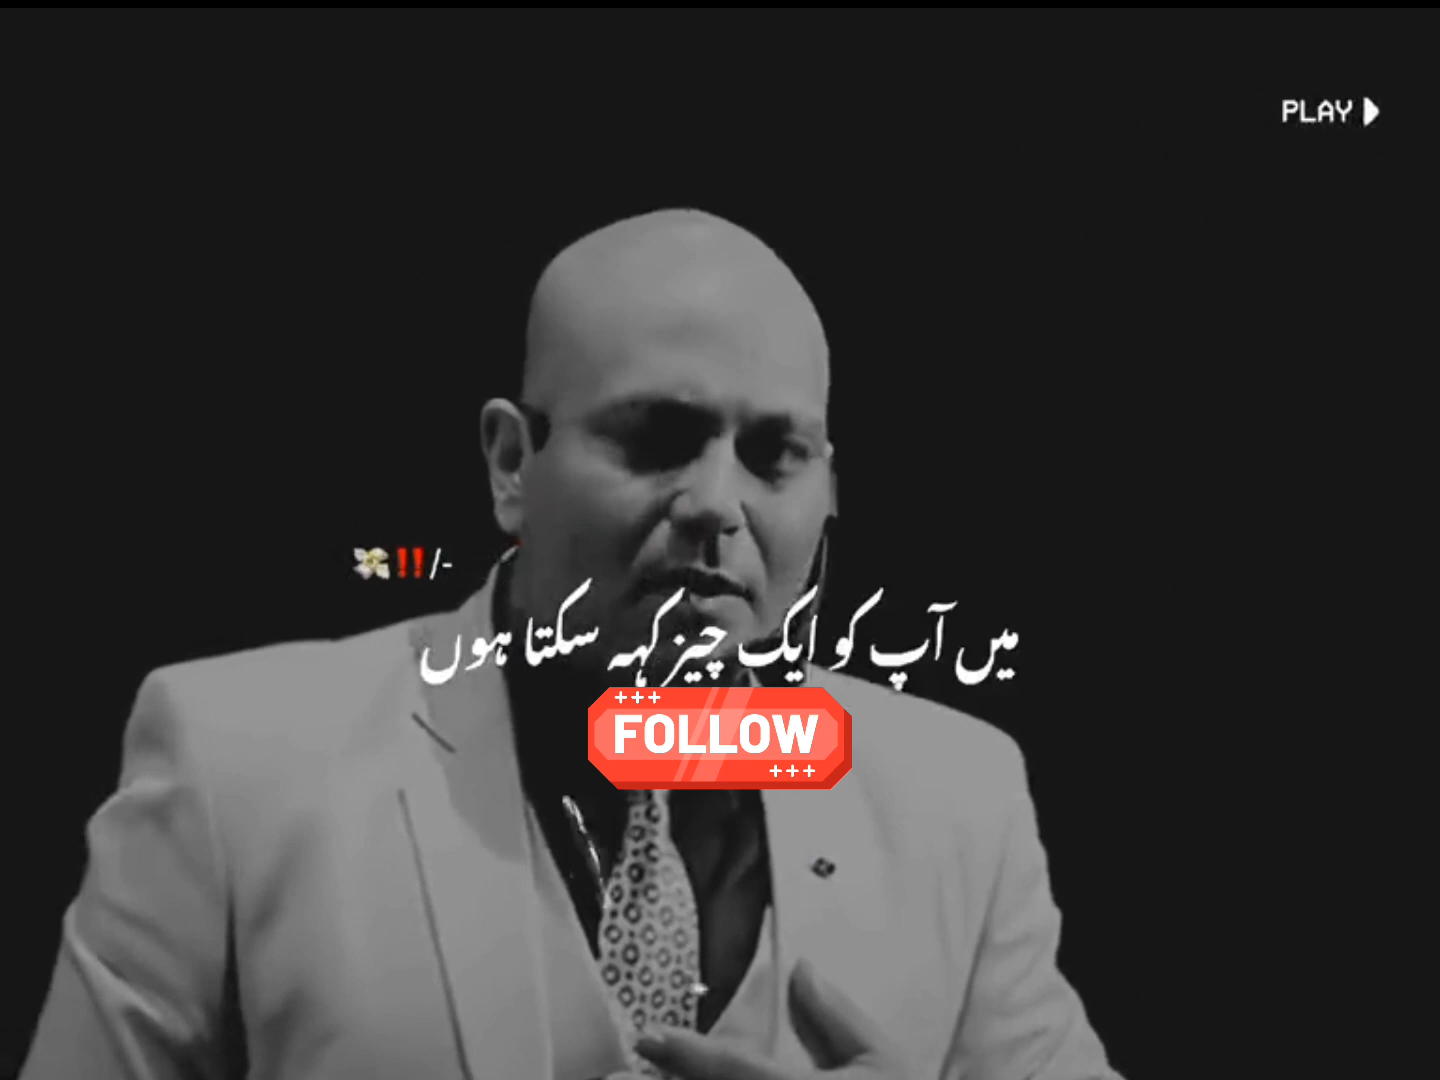 PLAY
💸‼️/-
میں آپ کو ایک چیز کہہ سکتا ہوں
+++
FOLLOW
+++